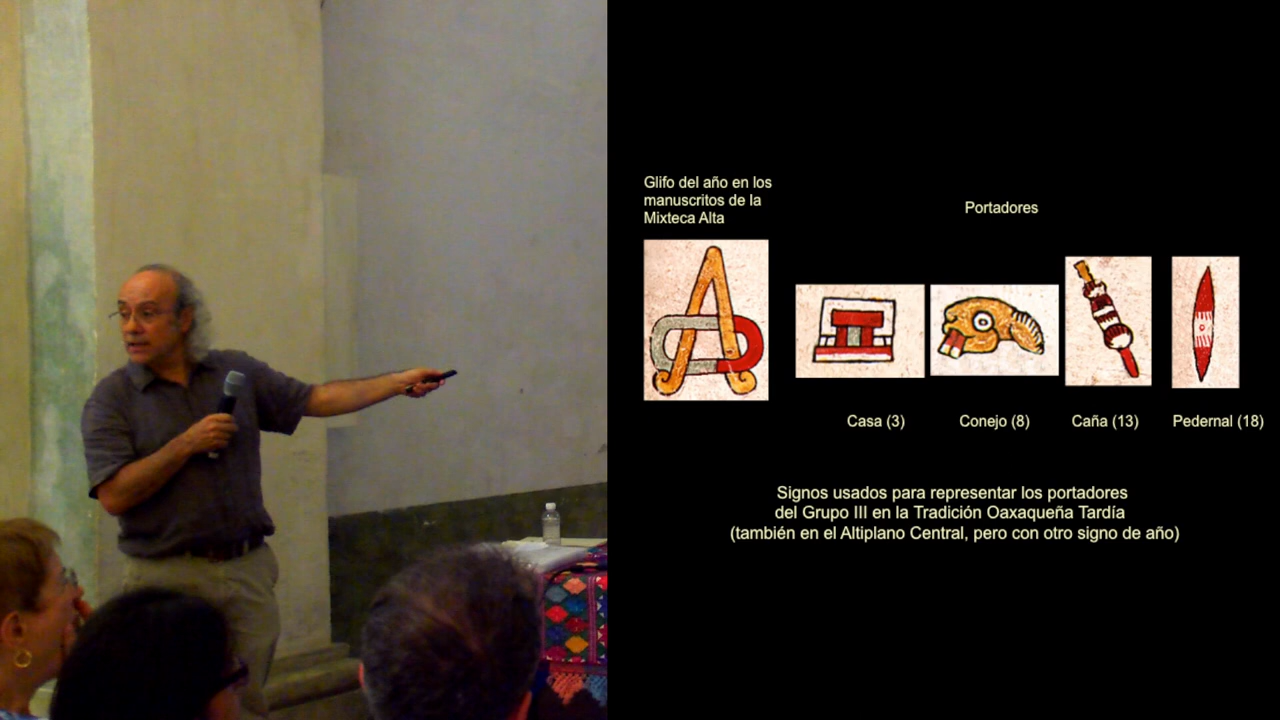 Glifo del año en los
manuscritos de la
Mixteca Alta
Portadores
Casa (3)
Conejo (8)
Caña (13)
Pedernal (18)
Signos usados para representar los portadores
del Grupo III en la Tradición Oaxaqueña Tardía
(también en el Altiplano Central, pero con otro signo de año)